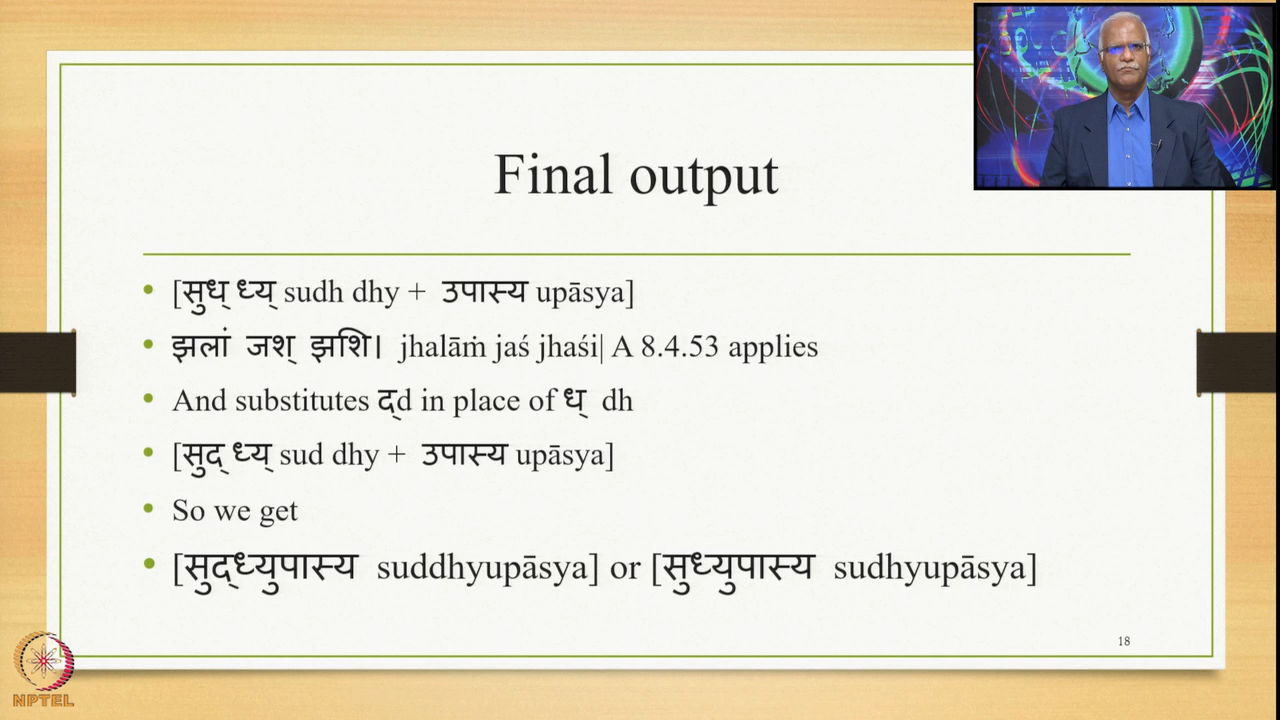 Final output
[सुध् ध्य् sudh dhy + उपास्य upāsya]
झलां जश् झशि। jhalāṁ jaś jhaśi| A 8.4.53 applies
And substitutes द्d in place of ध् dh
[सुद् ध्य् sud dhy + उपास्य upāsya]
So we get
[सुद्ध्युपास्य suddhyupāsya] or [सुध्युपास्य sudhyupāsya]
18
NPTEL